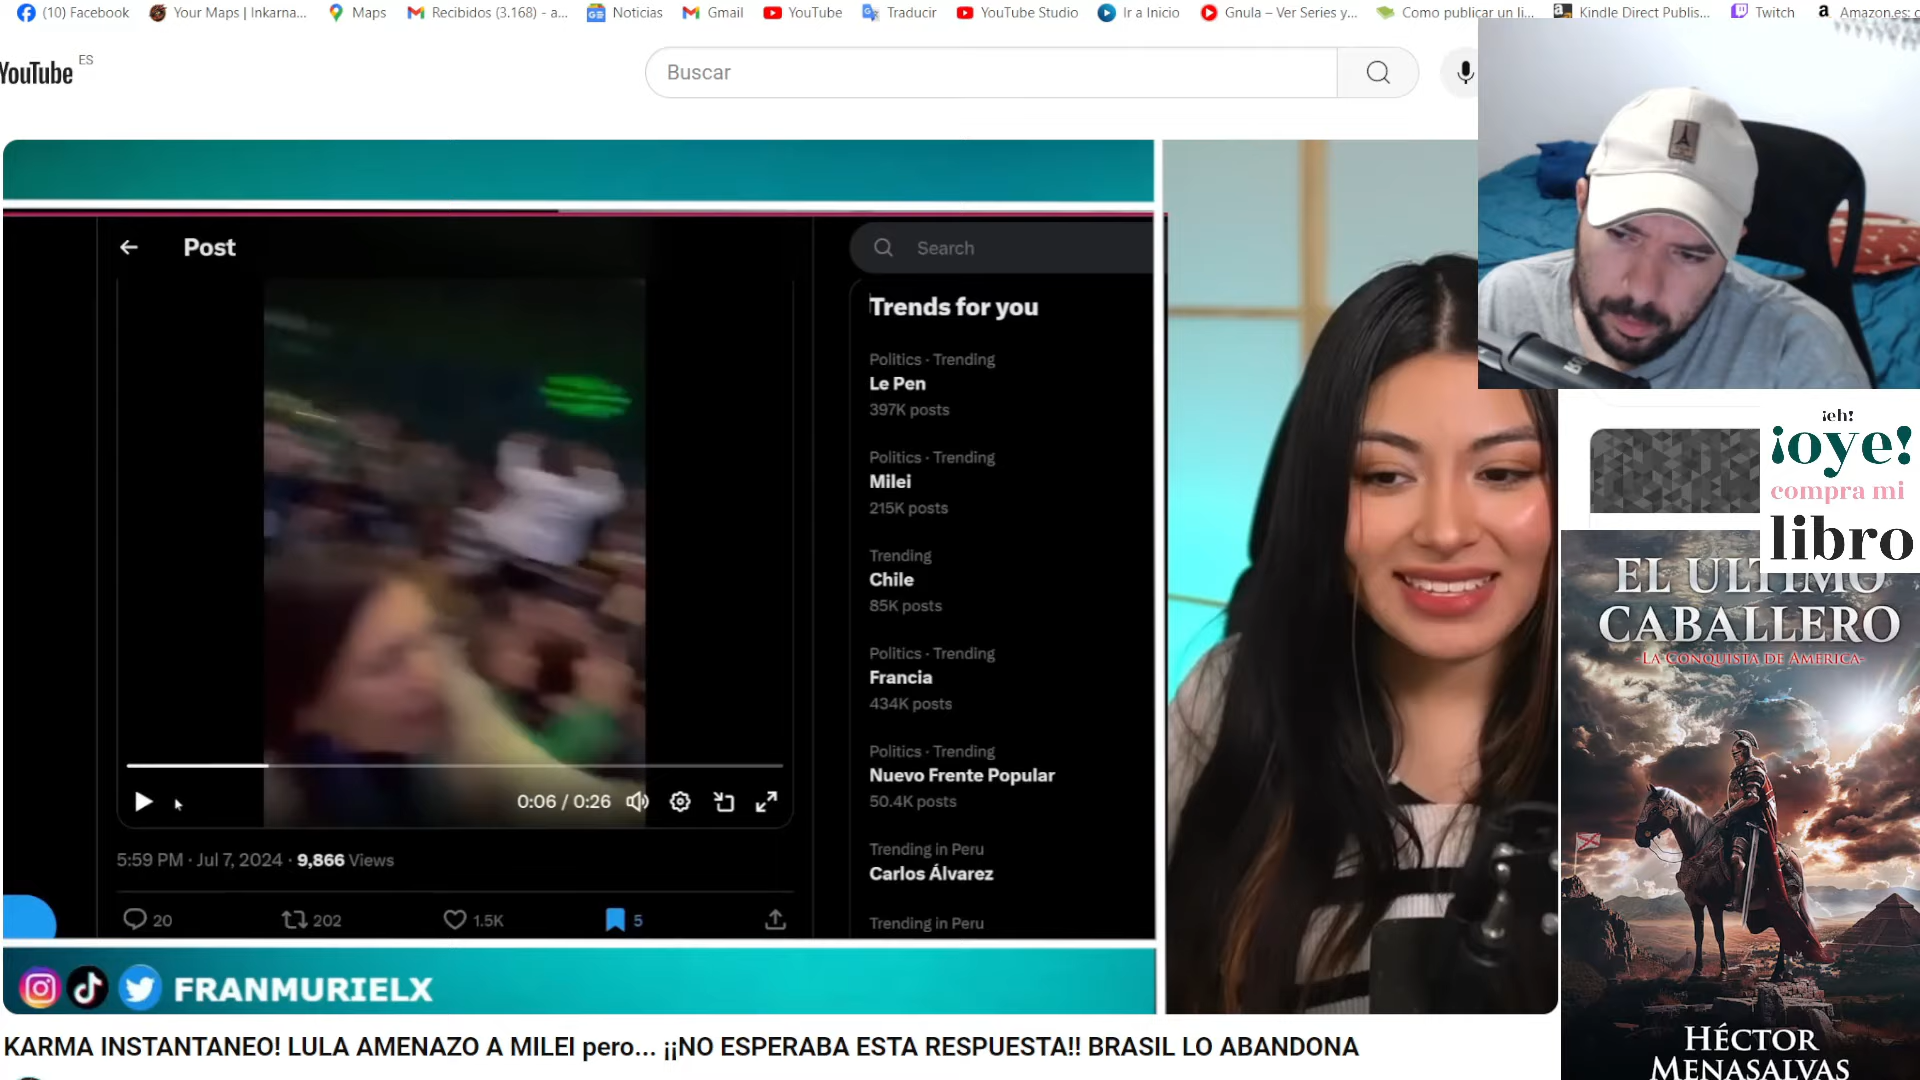 (10) Facebook
Your Maps | Inkarna...
Maps
Recibidos (3.168) - a...
Noticias
Gmail
YouTube
Traducir
YouTube Studio
Ir a Inicio
Gnula – Ver Series y...
Como publicar un li...
Kindle Direct Publis...
Twitch
Amazon.es: c
YouTube ES
Buscar
Post
Search
Trends for you
Politics · Trending
Le Pen
397K posts
Politics · Trending
Milei
215K posts
Trending
Chile
85K posts
Politics · Trending
Francia
434K posts
Politics · Trending
Nuevo Frente Popular
50.4K posts
Trending in Peru
Carlos Álvarez
Trending in Peru
0:06 / 0:26
5:59 PM · Jul 7, 2024 · 9,866 Views
20
202
1.5K
5
FRANMURIELX
KARMA INSTANTANEO! LULA AMENAZO A MILEI pero... ¡¡NO ESPERABA ESTA RESPUESTA!! BRASIL LO ABANDONA
¡eh!
¡oye!
compra mi
libro
EL ULTIMO
CABALLERO
-LA CONQUISTA DE AMERICA-
HÉCTOR
MENASALVAS